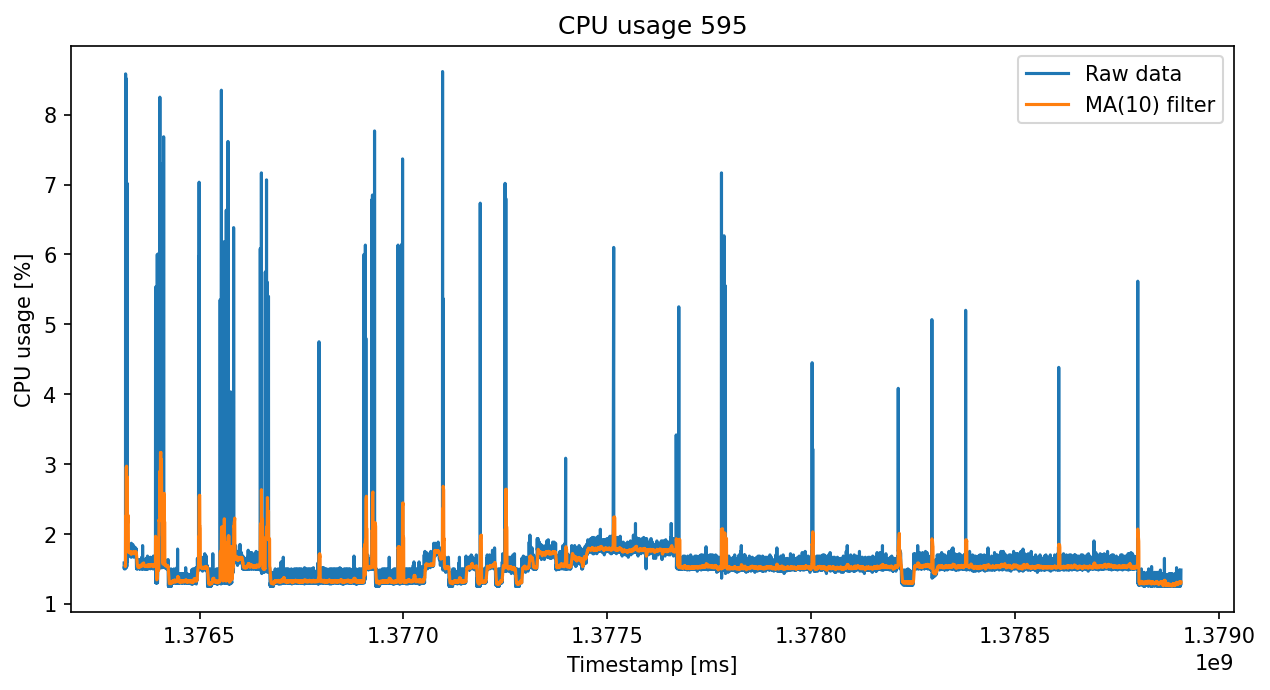 CPU usage 595
Raw data
MA(10) filter
CPU usage [%]
8
7
6
5
4
3
2
1
1.3765 1.3770 1.3775 1.3780 1.3785 1.3790
1e9
Timestamp [ms]